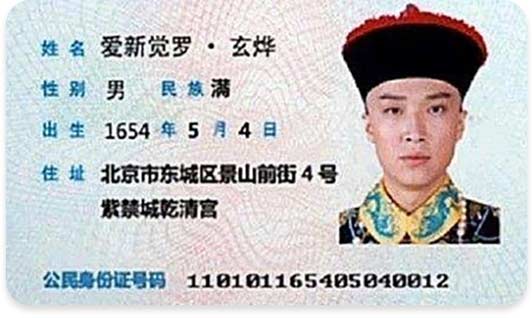 姓名 爱新觉罗·玄烨
性别 男 民族 满
出生 1654 年 5 月 4 日
住址 北京市东城区景山前街4号
紫禁城乾清宫
公民身份证号码 110101165405040012